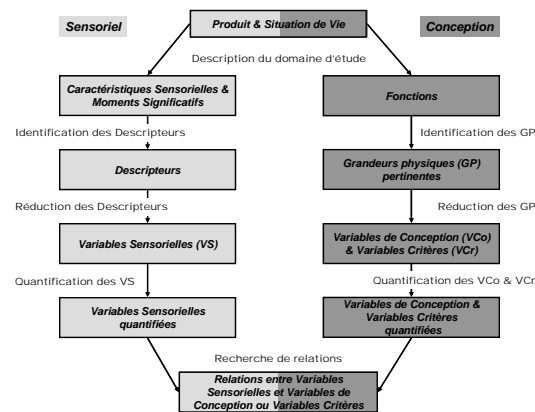 Sensoriel
Produit & Situation de Vie
Conception
Description du domaine d'étude
Caractéristiques Sensorielles &
Moments Significatifs
Fonctions
Identification des Descripteurs
Identification des GP
Descripteurs
Grandeurs physiques (GP)
pertinentes
Réduction des Descripteurs
Réduction des GP
Variables Sensorielles (VS)
Variables de Conception (VCo)
& Variables Critères (VCr)
Quantification des VS
Quantification des VCo & VCr
Variables Sensorielles
quantifiées
Variables de Conception &
Variables Critères
quantifiées
Recherche de relations
Relations entre Variables
Sensorielles et Variables de
Conception ou Variables Critères